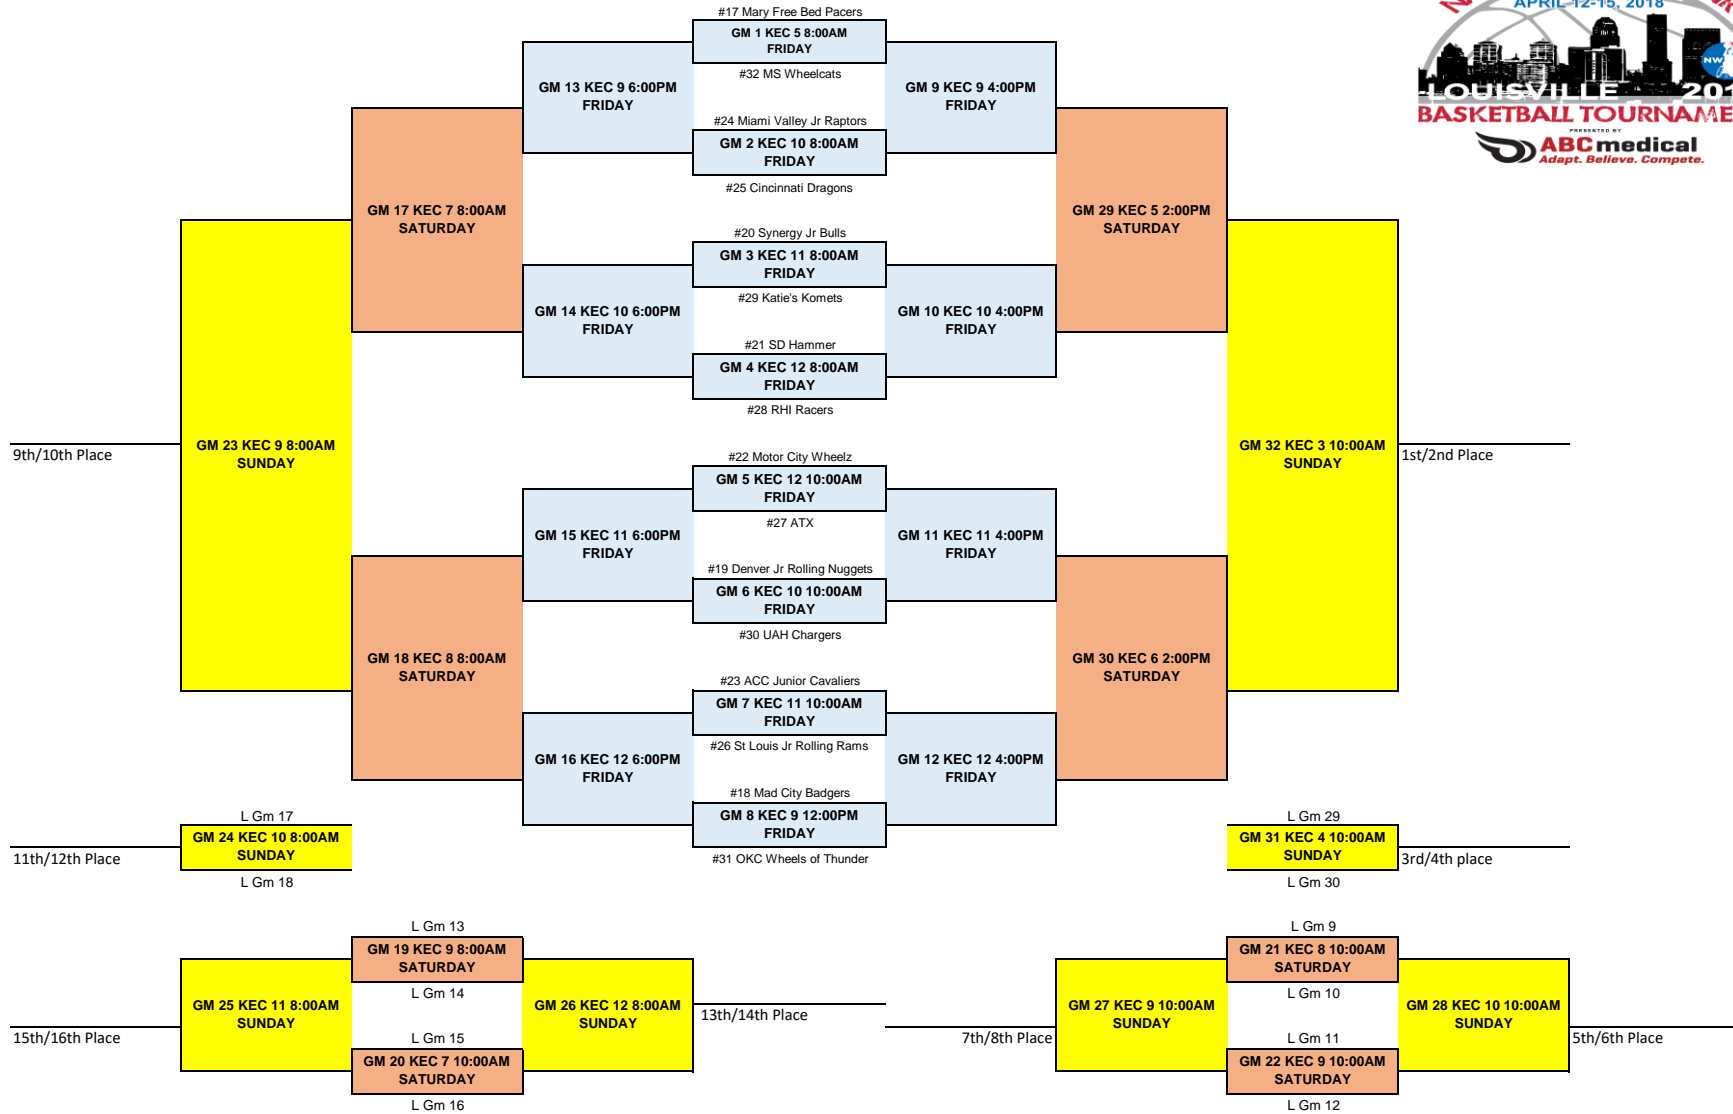 #17 Mary Free Bed Pacers
GM 1 KEC 5 8:00AM
FRIDAY
#32 MS Wheelcats
GM 13 KEC 9 6:00PM
FRIDAY
GM 9 KEC 9 4:00PM
FRIDAY
#24 Miami Valley Jr Raptors
GM 2 KEC 10 8:00AM
FRIDAY
#25 Cincinnati Dragons
APRIL 12-15, 2018
NW
LOUISVILLE
BASKETBALL TOURNAME
PRESENTED BY
ABC medical
Adapt. Believe. Compete.
GM 17 KEC 7 8:00AM
SATURDAY
GM 29 KEC 5 2:00PM
SATURDAY
#20 Synergy Jr Bulls
GM 3 KEC 11 8:00AM
FRIDAY
#29 Katie's Komets
GM 14 KEC 10 6:00PM
FRIDAY
GM 10 KEC 10 4:00PM
FRIDAY
#21 SD Hammer
GM 4 KEC 12 8:00AM
FRIDAY
#28 RHI Racers
9th/10th Place
GM 23 KEC 9 8:00AM
SUNDAY
GM 32 KEC 3 10:00AM
SUNDAY
1st/2nd Place
#22 Motor City Wheelz
GM 5 KEC 12 10:00AM
FRIDAY
#27 ATX
GM 15 KEC 11 6:00PM
FRIDAY
GM 11 KEC 11 4:00PM
FRIDAY
#19 Denver Jr Rolling Nuggets
GM 6 KEC 10 10:00AM
FRIDAY
#30 UAH Chargers
GM 18 KEC 8 8:00AM
SATURDAY
GM 30 KEC 6 2:00PM
SATURDAY
#23 ACC Junior Cavaliers
GM 7 KEC 11 10:00AM
FRIDAY
#26 St Louis Jr Rolling Rams
GM 16 KEC 12 6:00PM
FRIDAY
GM 12 KEC 12 4:00PM
FRIDAY
#18 Mad City Badgers
GM 8 KEC 9 12:00PM
FRIDAY
#31 OKC Wheels of Thunder
L Gm 17
GM 24 KEC 10 8:00AM
SUNDAY
L Gm 18
11th/12th Place
L Gm 29
GM 31 KEC 4 10:00AM
SUNDAY
L Gm 30
3rd/4th place
L Gm 13
GM 19 KEC 9 8:00AM
SATURDAY
L Gm 14
GM 25 KEC 11 8:00AM
SUNDAY
GM 26 KEC 12 8:00AM
SUNDAY
13th/14th Place
15th/16th Place
L Gm 15
GM 20 KEC 7 10:00AM
SATURDAY
L Gm 16
L Gm 9
GM 21 KEC 8 10:00AM
SATURDAY
L Gm 10
GM 27 KEC 9 10:00AM
SUNDAY
GM 28 KEC 10 10:00AM
SUNDAY
7th/8th Place
5th/6th Place
L Gm 11
GM 22 KEC 9 10:00AM
SATURDAY
L Gm 12